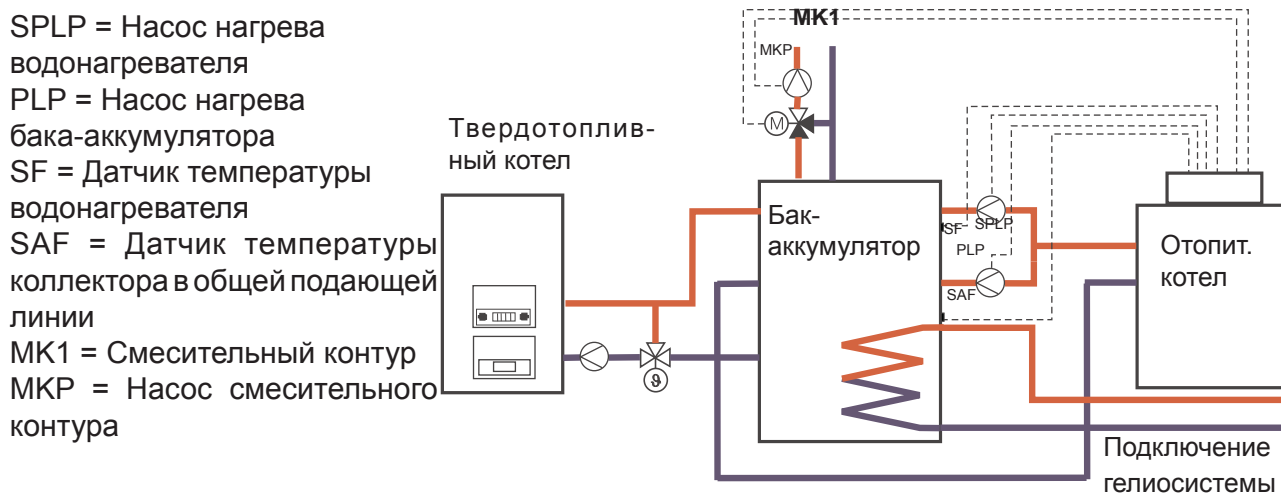 SPLP = Насос нагрева
водонагревателя
PLP = Насос нагрева
бака-аккумулятора
SF = Датчик температуры
водонагревателя
SAF = Датчик температуры
коллектора в общей подающей
линии
MK1 = Смесительный контур
MKP = Насос смесительного
контура
Твердотоплив-
ный котел
MK1
MKP
M
Бак-
аккумулятор
SF
SPLP
PLP
SAF
Отопит.
котел
ϑ
Подключение
гелиосистемы